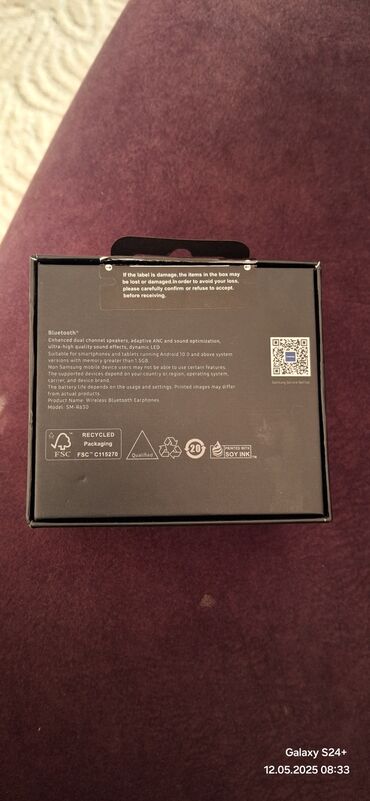 If the label is damage, the items in the box may
be lost or damaged.In order to avoid your loss,
please carefully confirm or refuse to accept.
before receiving.
Bluetooth®
Enhanced dual channel speakers, adaptive ANC and sound optimization,
ultra-high quality sound effects, dynamic LED
Suitable for smartphones and tablets running Android 10.0 and above system
versions with memory greater than 1.5GB.
Non Samsung mobile device users may not be able to use certain features.
The supported devices depend on your country or region, operating system,
carrier, and device brand.
The battery life depends on the usage and settings. Printed images may differ
from actual products.
Product Name: Wireless Bluetooth Earphones
Model: SM-R630
Samsung Service Hotline
FSC
RECYCLED
Packaging
FSC™ C115270
Qualified
20
PRINTED WITH
SOY INK™
Galaxy S24+
12.05.2025 08:33